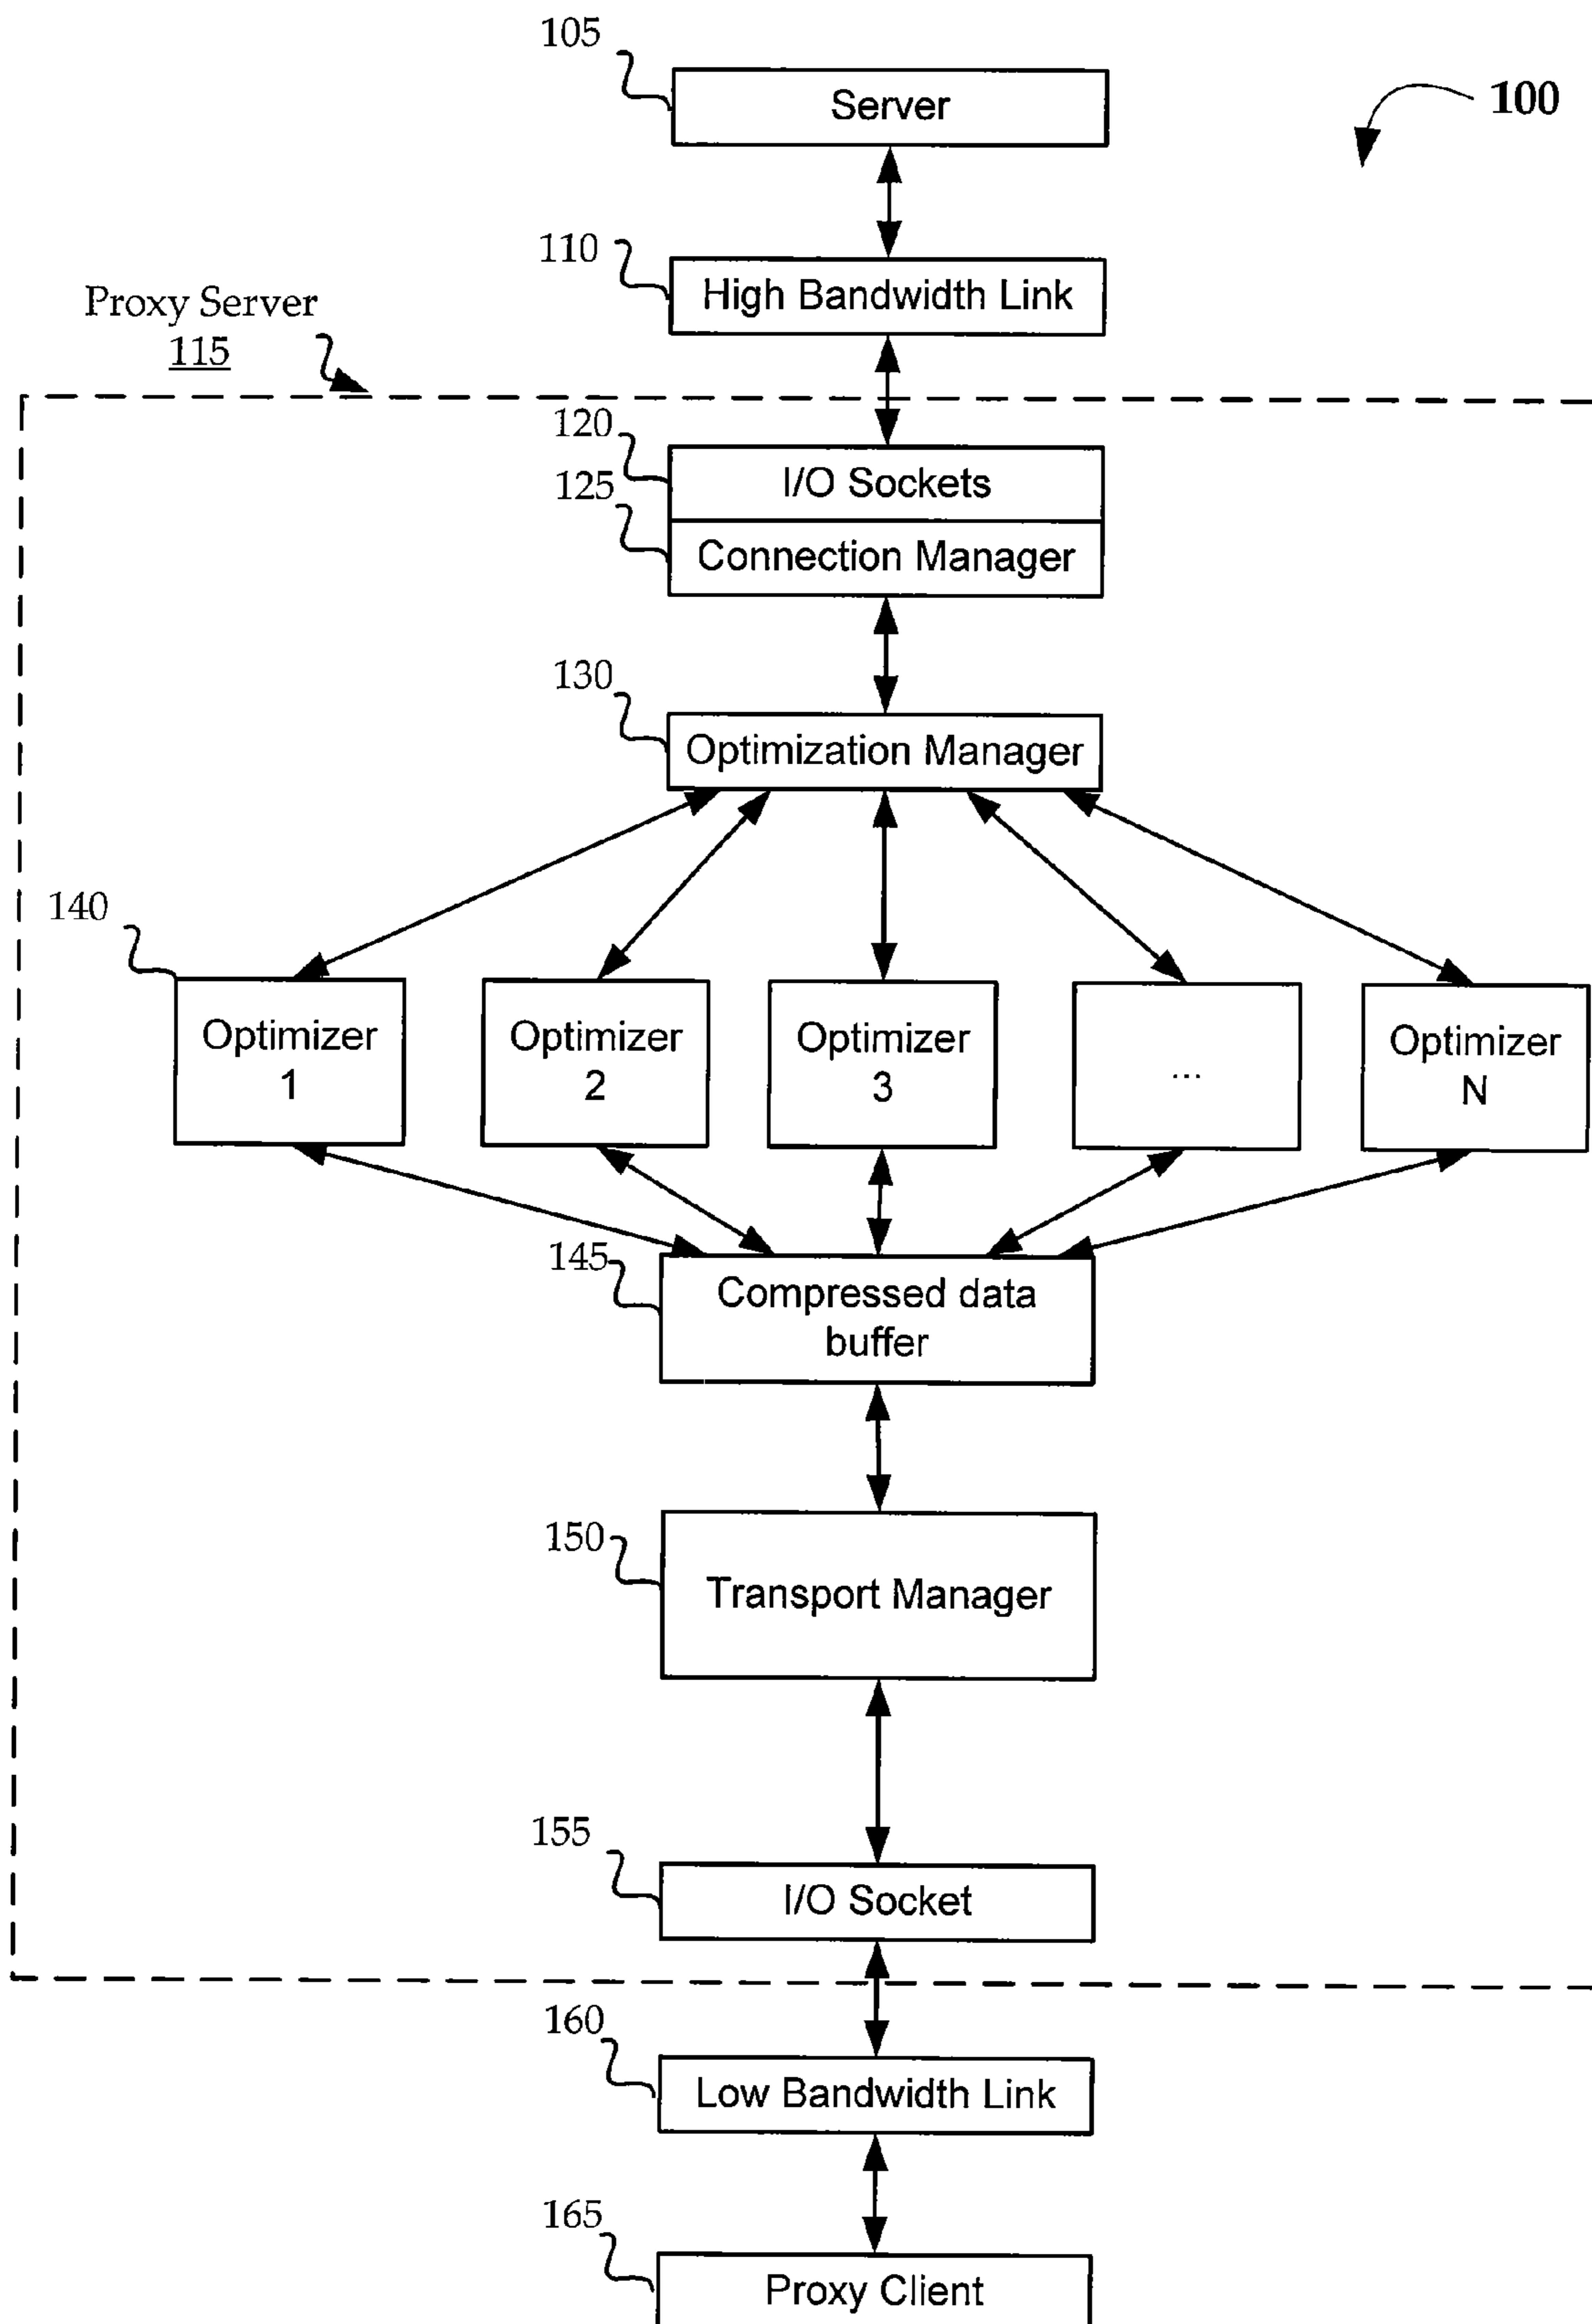 105
Server
100
110
High Bandwidth Link
Proxy Server
115
120
I/O Sockets
125
Connection Manager
130
Optimization Manager
140
Optimizer
1
Optimizer
2
Optimizer
3
...
Optimizer
N
145
Compressed data
buffer
150
Transport Manager
155
I/O Socket
160
Low Bandwidth Link
165
Proxy Client